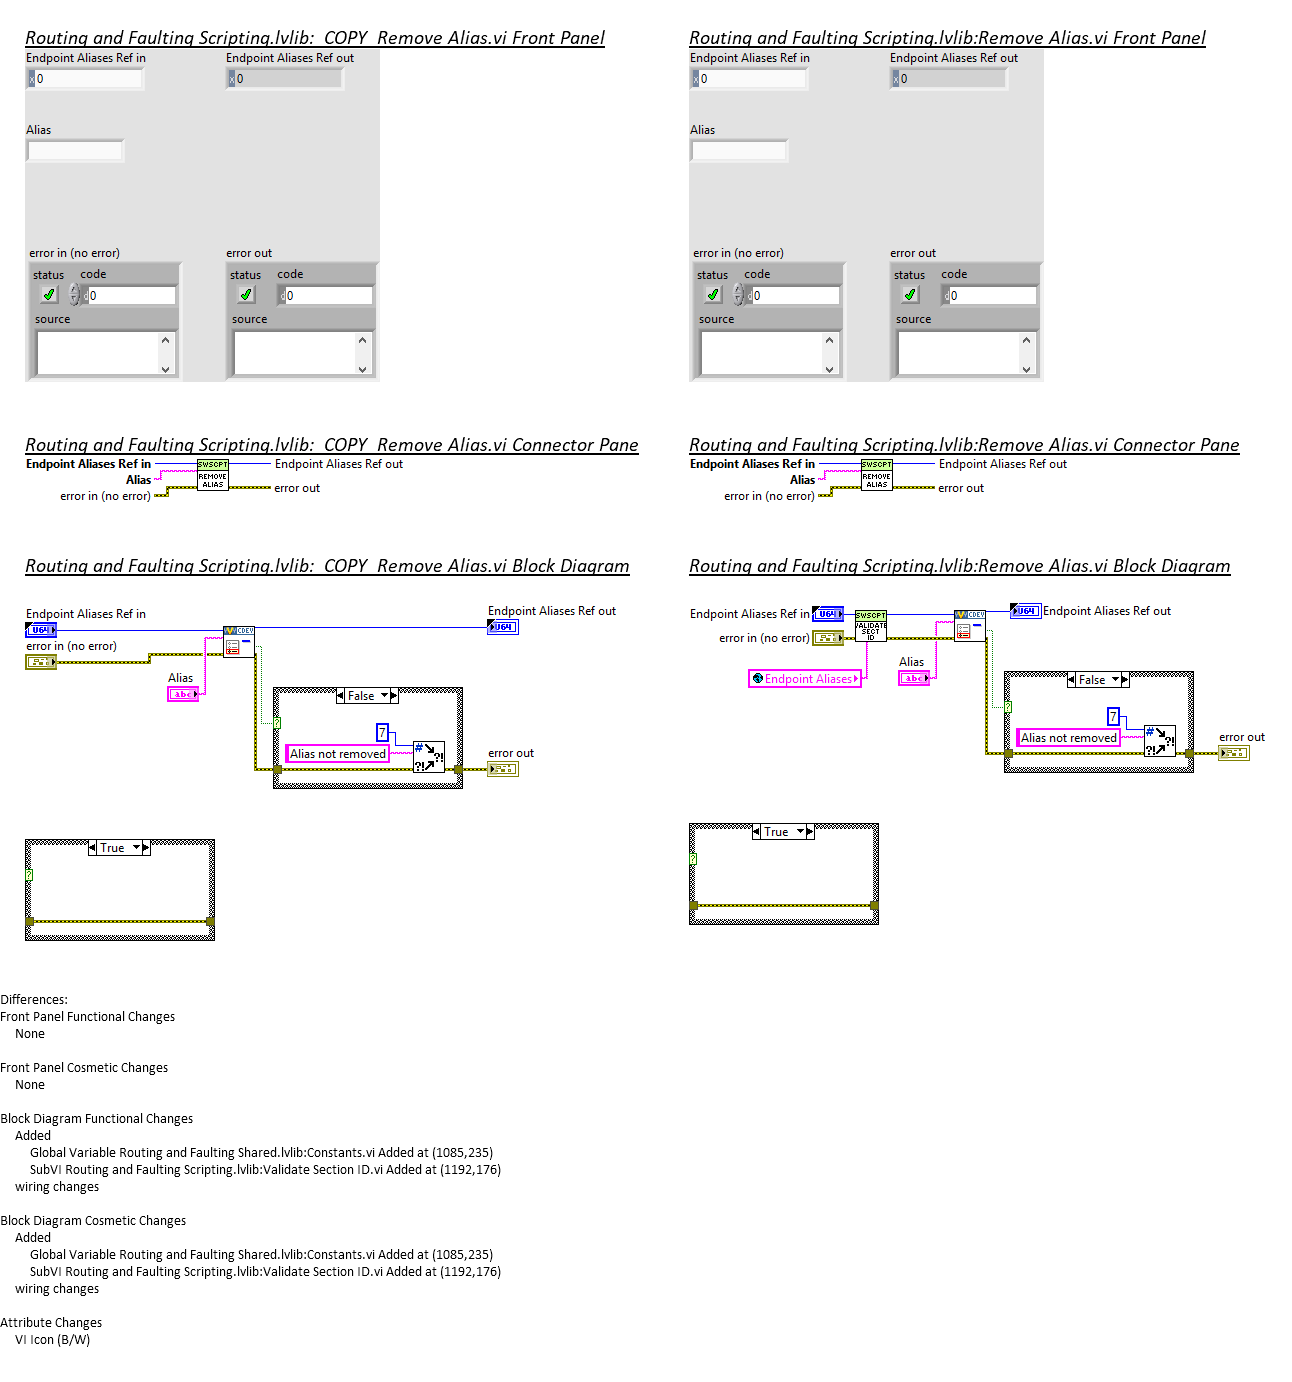 Routing and Faulting Scripting.lvlib:_COPY_Remove Alias.vi Front Panel
Endpoint Aliases Ref in
Endpoint Aliases Ref out
x 0
x 0
Alias
error in (no error)
error out
status
code
status
code
d 0
d 0
source
source
Routing and Faulting Scripting.lvlib:Remove Alias.vi Front Panel
Endpoint Aliases Ref in
Endpoint Aliases Ref out
x 0
x 0
Alias
error in (no error)
error out
status
code
status
code
d 0
d 0
source
source
Routing and Faulting Scripting.lvlib:_COPY_Remove Alias.vi Connector Pane
Endpoint Aliases Ref in
SWSCPT
Endpoint Aliases Ref out
Alias
REMOVE
ALIAS
error in (no error)
error out
Routing and Faulting Scripting.lvlib:Remove Alias.vi Connector Pane
Endpoint Aliases Ref in
SWSCPT
Endpoint Aliases Ref out
Alias
REMOVE
ALIAS
error in (no error)
error out
Routing and Faulting Scripting.lvlib:_COPY_Remove Alias.vi Block Diagram
Endpoint Aliases Ref in
Endpoint Aliases Ref out
U64
CDEV
U64
error in (no error)
Alias
abc
False
?
7
Alias not removed
#
?!
?!
error out
True
?
Routing and Faulting Scripting.lvlib:Remove Alias.vi Block Diagram
Endpoint Aliases Ref in
U64
SWSCPT
VALIDATE
SECT
ID
CDEV
U64
Endpoint Aliases Ref out
error in (no error)
Endpoint Aliases
Alias
abc
False
?
7
Alias not removed
#
?!
?!
error out
True
?
Differences:
Front Panel Functional Changes
None
Front Panel Cosmetic Changes
None
Block Diagram Functional Changes
Added
Global Variable Routing and Faulting Shared.lvlib:Constants.vi Added at (1085,235)
SubVI Routing and Faulting Scripting.lvlib:Validate Section ID.vi Added at (1192,176)
wiring changes
Block Diagram Cosmetic Changes
Added
Global Variable Routing and Faulting Shared.lvlib:Constants.vi Added at (1085,235)
SubVI Routing and Faulting Scripting.lvlib:Validate Section ID.vi Added at (1192,176)
wiring changes
Attribute Changes
VI Icon (B/W)